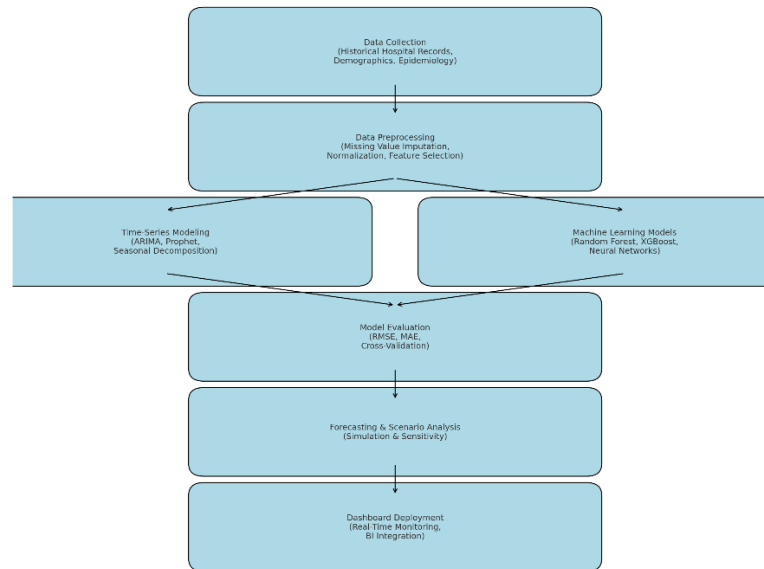 Data Collection
(Historical Hospital Records,
Demographics, Epidemiology)
Data Preprocessing
(Missing Value Imputation,
Normalization, Feature Selection)
Time-Series Modeling
(ARIMA, Prophet,
Seasonal Decomposition)
Machine Learning Models
(Random Forest, XGBoost,
Neural Networks)
Model Evaluation
(RMSE, MAE,
Cross-Validation)
Forecasting & Scenario Analysis
(Simulation & Sensitivity)
Dashboard Deployment
(Real-Time Monitoring,
BI Integration)